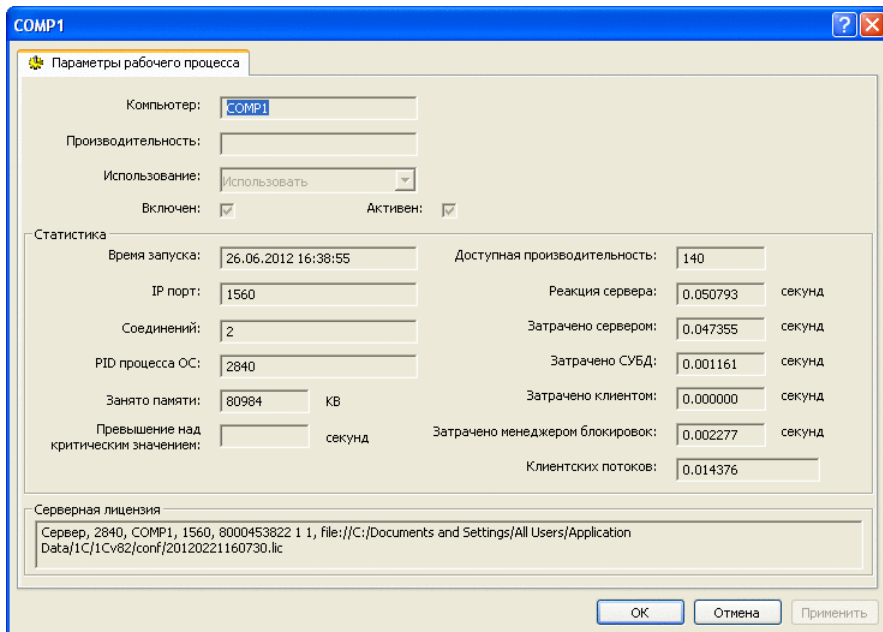 COMP1
Параметры рабочего процесса
Компьютер: COMP1
Производительность:
Использование: Использовать
Включен: Активен:
Статистика
Время запуска: 26.06.2012 16:38:55 Доступная производительность: 140
IP порт: 1560 Реакция сервера: 0.050793 секунд
Соединений: 2 Затрачено сервером: 0.047355 секунд
PID процесса ОС: 2840 Затрачено СУБД: 0.001161 секунд
Занято памяти: 80984 KB Затрачено клиентом: 0.000000 секунд
Превышение над
критическим значением: секунд Затрачено менеджером блокировок: 0.002277 секунд
Клиентских потоков: 0.014376
Серверная лицензия
Сервер, 2840, COMP1, 1560, 8000453822 1 1, file://C:/Documents and Settings/All Users/Application
Data/1C/1Cv82/conf/20120221160730.lic
ОК Отмена Применить